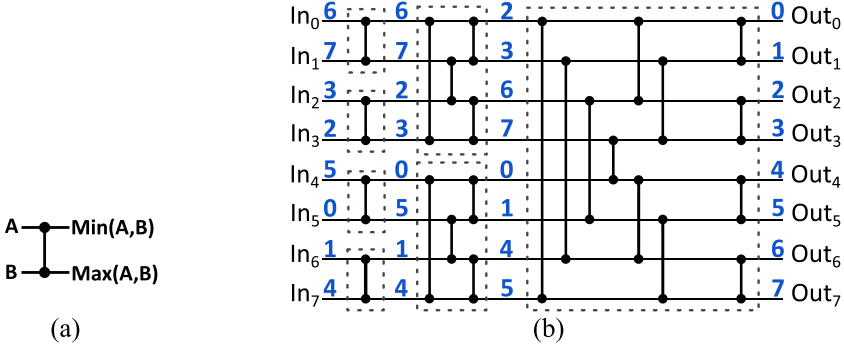 In0 6 6 2 0 Out0
In1 7 7 3 1 Out1
In2 3 2 6 2 Out2
In3 2 3 7 3 Out3
In4 5 0 0 4 Out4
In5 0 5 1 5 Out5
In6 1 1 4 6 Out6
In7 4 4 5 7 Out7
A Min(A,B)
B Max(A,B)
(a) (b)